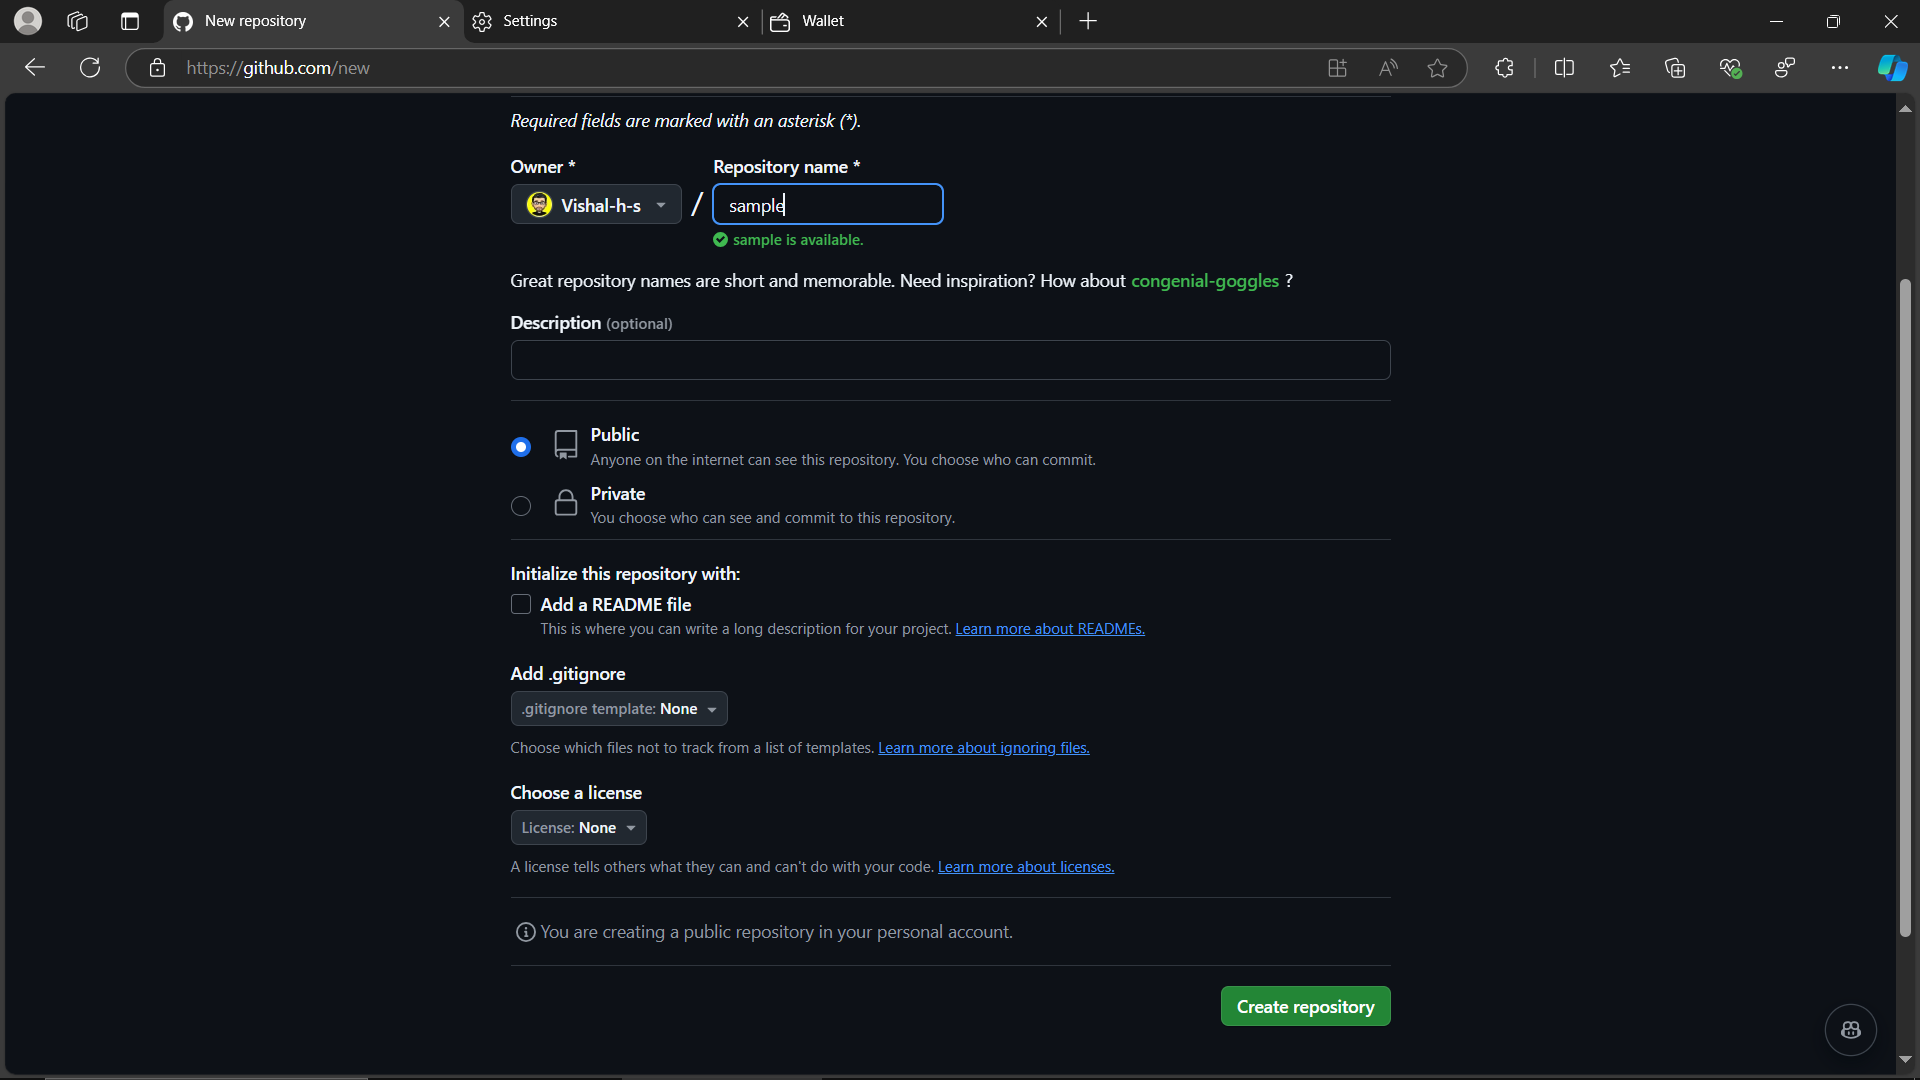 New repository
Settings
Wallet
https://github.com/new
Required fields are marked with an asterisk (*).
Owner *
Repository name *
Vishal-h-s
/
sample
sample is available.
Great repository names are short and memorable. Need inspiration? How about congenial-goggles ?
Description (optional)
Public
Anyone on the internet can see this repository. You choose who can commit.
Private
You choose who can see and commit to this repository.
Initialize this repository with:
Add a README file
This is where you can write a long description for your project. Learn more about READMEs.
Add .gitignore
.gitignore template: None
Choose which files not to track from a list of templates. Learn more about ignoring files.
Choose a license
License: None
A license tells others what they can and can't do with your code. Learn more about licenses.
You are creating a public repository in your personal account.
Create repository